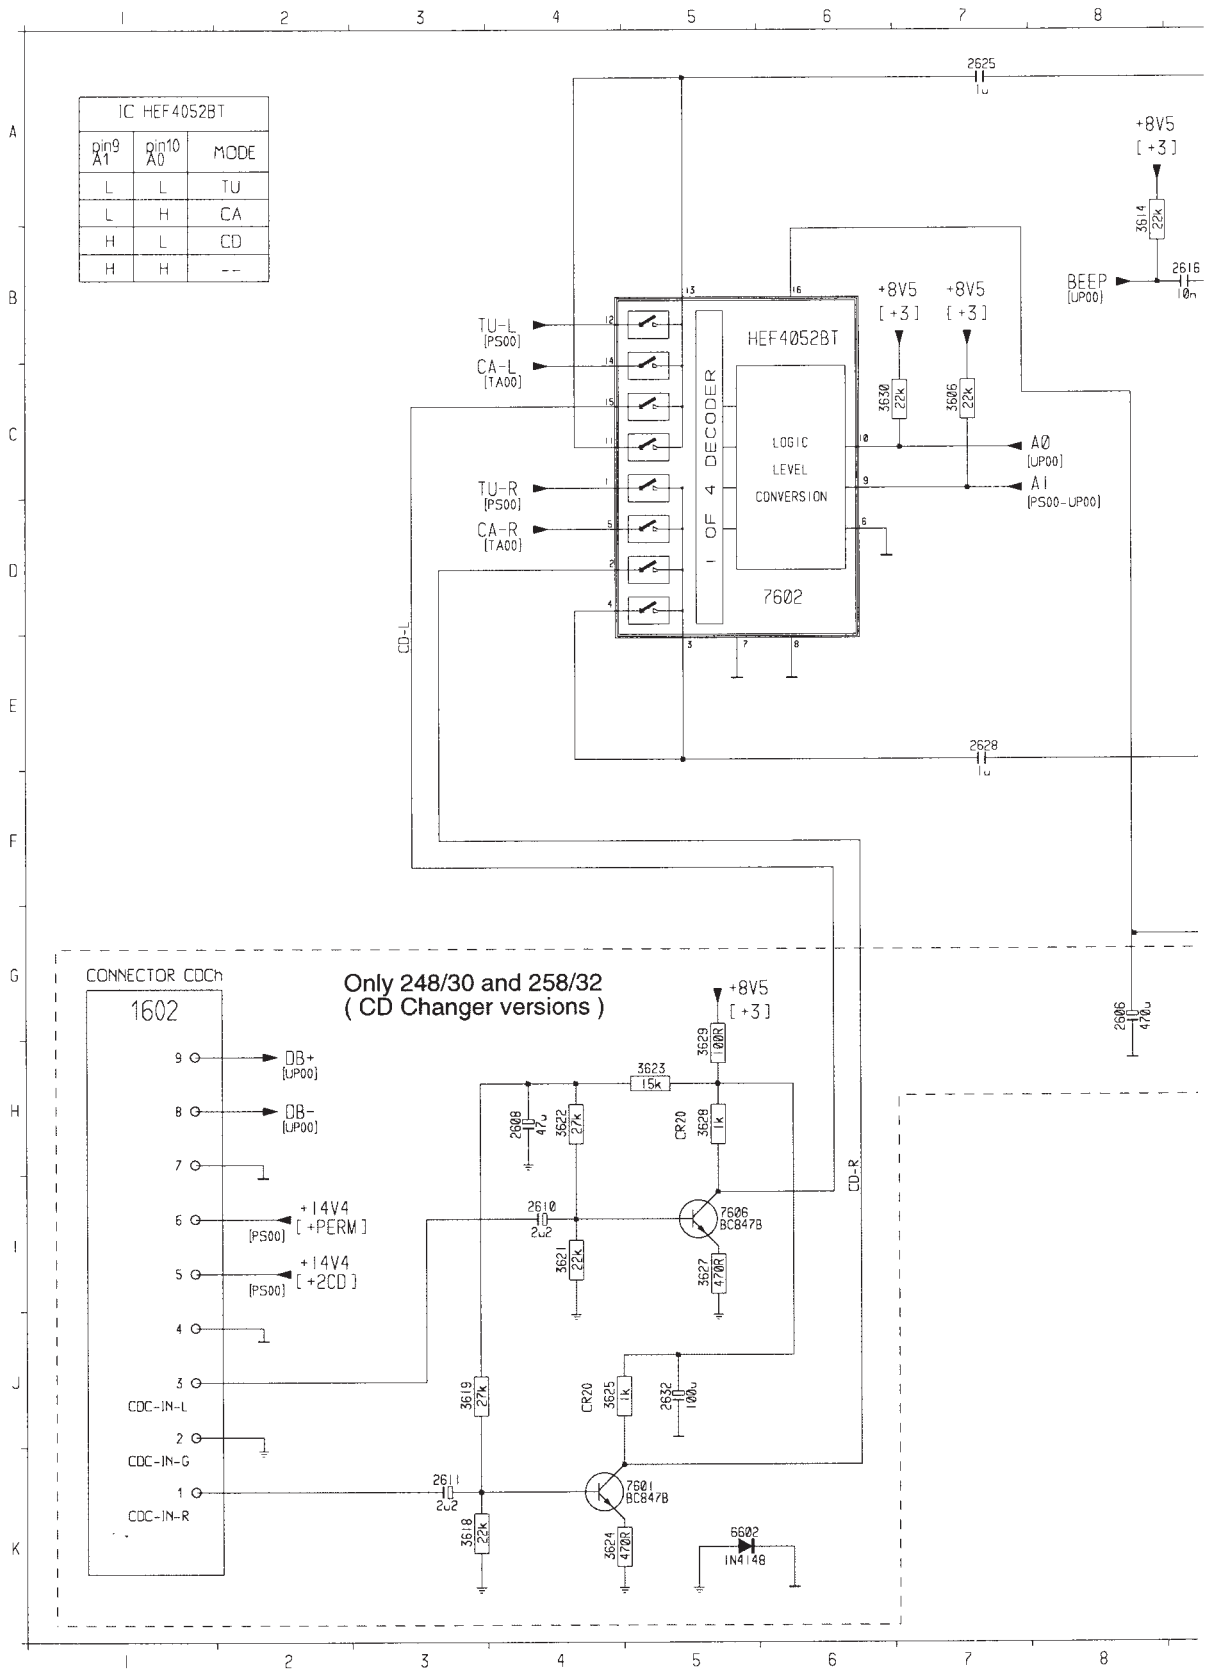 1 2 3 4 5 6 7 8
A
IC HEF4052BT
pin9 A1 pin10 A0 MODE
L L TU
L H CA
H L CD
H H --
2625
1u
+8V5
[+3]
3614
22k
B
BEEP
[UP00]
2616
10n
13
16
+8V5
[+3]
+8V5
[+3]
TU-L
[PS00]
12
HEF4052BT
CA-L
[TA00]
14
3630
22k
3606
22k
C
15
11
1 OF 4 DECODER
LOGIC
LEVEL
CONVERSION
10
A0
[UP00]
9
A1
[PS00-UP00]
TU-R
[PS00]
1
CA-R
[TA00]
5
6
D
2
7602
4
CD-L
3
7
8
E
2628
1u
F
G
CONNECTOR CDCh
1602
Only 248/30 and 258/32
( CD Changer versions )
+8V5
[+3]
3629
100R
2606
470u
9
DB+
[UP00]
3623
15k
H
8
DB-
[UP00]
2608
47u
3622
27k
CR20
3628
1k
7
CD-R
6
+14V4
[+PERM]
[PS00]
2610
2u2
7606
BC847B
I
3621
22k
3627
470R
5
+14V4
[+2CD]
[PS00]
4
J
3
CDC-IN-L
3619
27k
CR20
3625
1k
2632
100u
2
CDC-IN-G
1
CDC-IN-R
2611
2u2
7601
BC847B
K
3618
22k
3624
470R
6602
1N4148
1 2 3 4 5 6 7 8